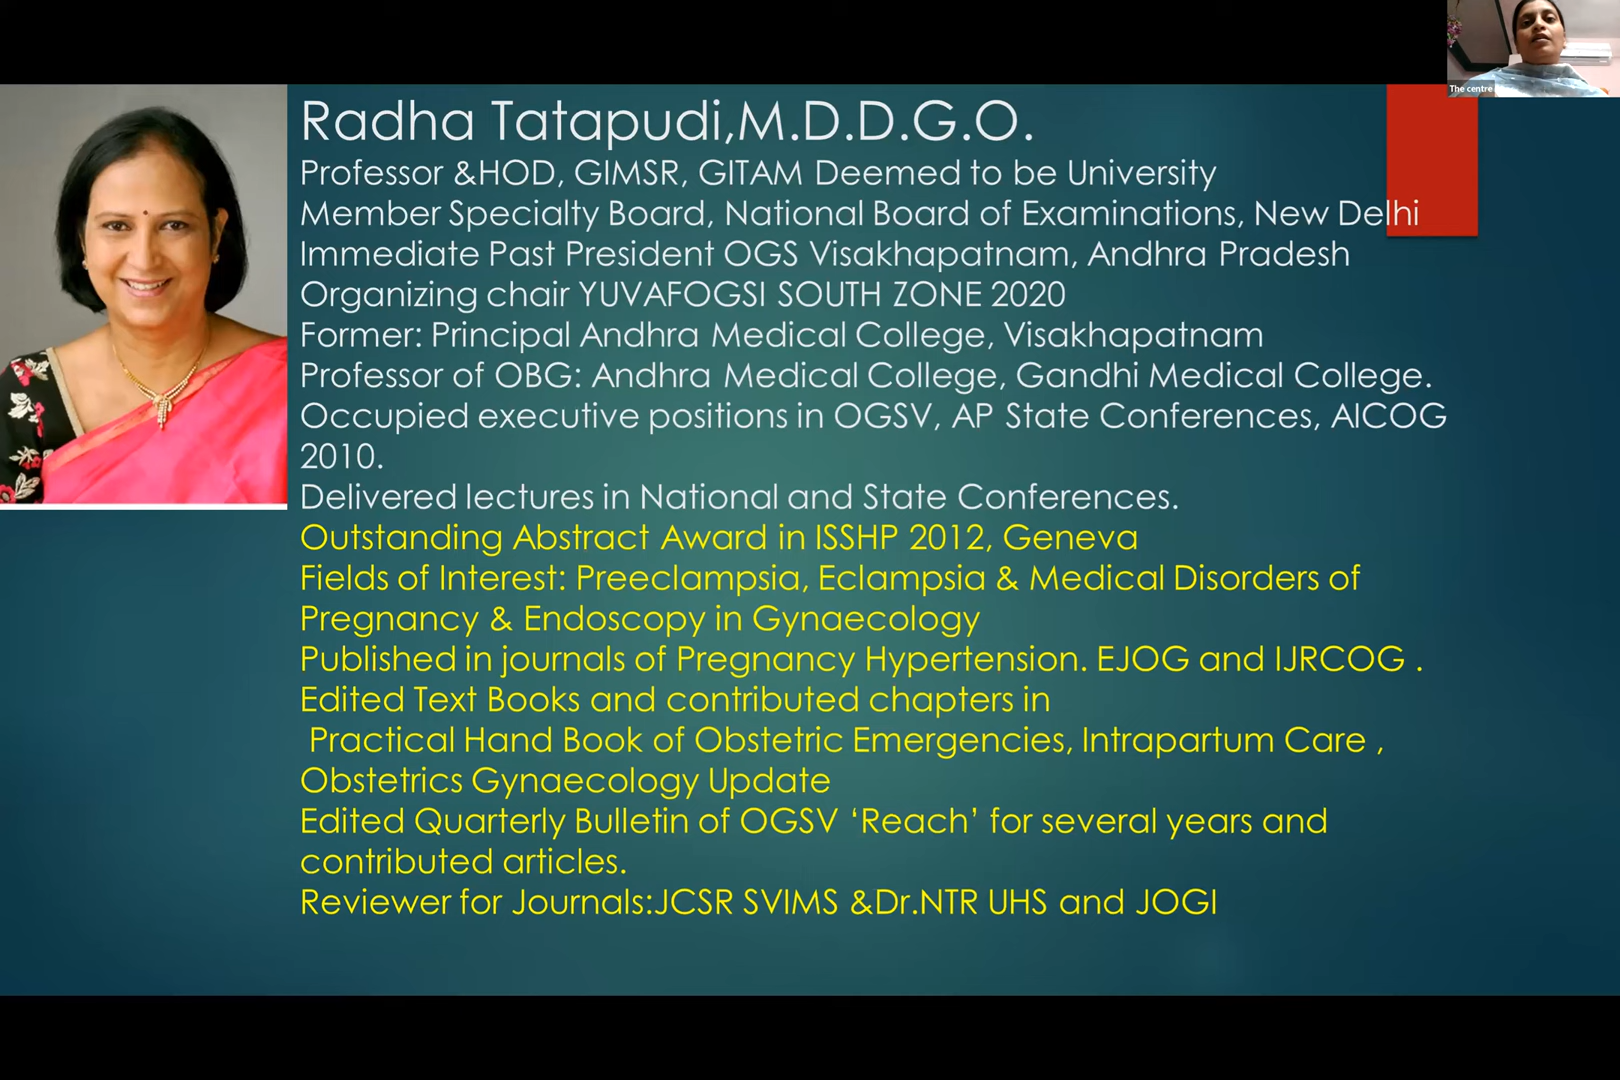 The centre
Radha Tatapudi,M.D.D.G.O.
Professor &HOD, GIMSR, GITAM Deemed to be University
Member Specialty Board, National Board of Examinations, New Delhi
Immediate Past President OGS Visakhapatnam, Andhra Pradesh
Organizing chair YUVAFOGSI SOUTH ZONE 2020
Former: Principal Andhra Medical College, Visakhapatnam
Professor of OBG: Andhra Medical College, Gandhi Medical College.
Occupied executive positions in OGSV, AP State Conferences, AICOG
2010.
Delivered lectures in National and State Conferences.
Outstanding Abstract Award in ISSHP 2012, Geneva
Fields of Interest: Preeclampsia, Eclampsia & Medical Disorders of
Pregnancy & Endoscopy in Gynaecology
Published in journals of Pregnancy Hypertension. EJOG and IJRCOG .
Edited Text Books and contributed chapters in
Practical Hand Book of Obstetric Emergencies, Intrapartum Care ,
Obstetrics Gynaecology Update
Edited Quarterly Bulletin of OGSV ‘Reach’ for several years and
contributed articles.
Reviewer for Journals:JCSR SVIMS &Dr.NTR UHS and JOGI